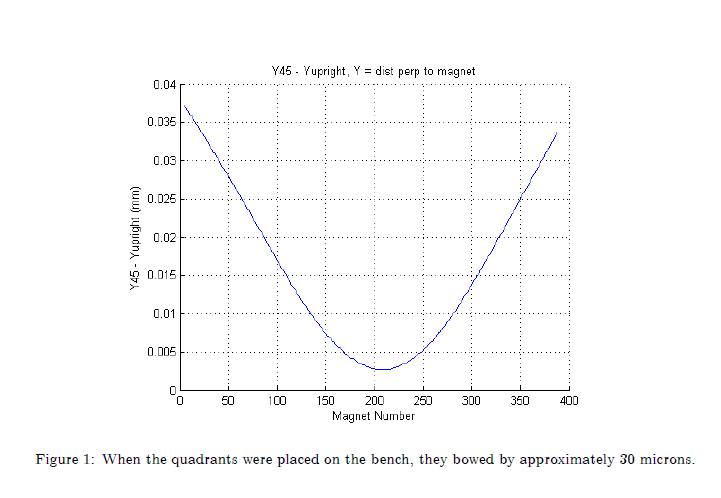 Y45 - Yupright, Y = dist perp to magnet
0.04
0.035
0.03
0.025
0.02
0.015
0.01
0.005
0
Y45 - Yupright (mm)
0 50 100 150 200 250 300 350 400
Magnet Number
Figure 1: When the quadrants were placed on the bench, they bowed by approximately 30 microns.